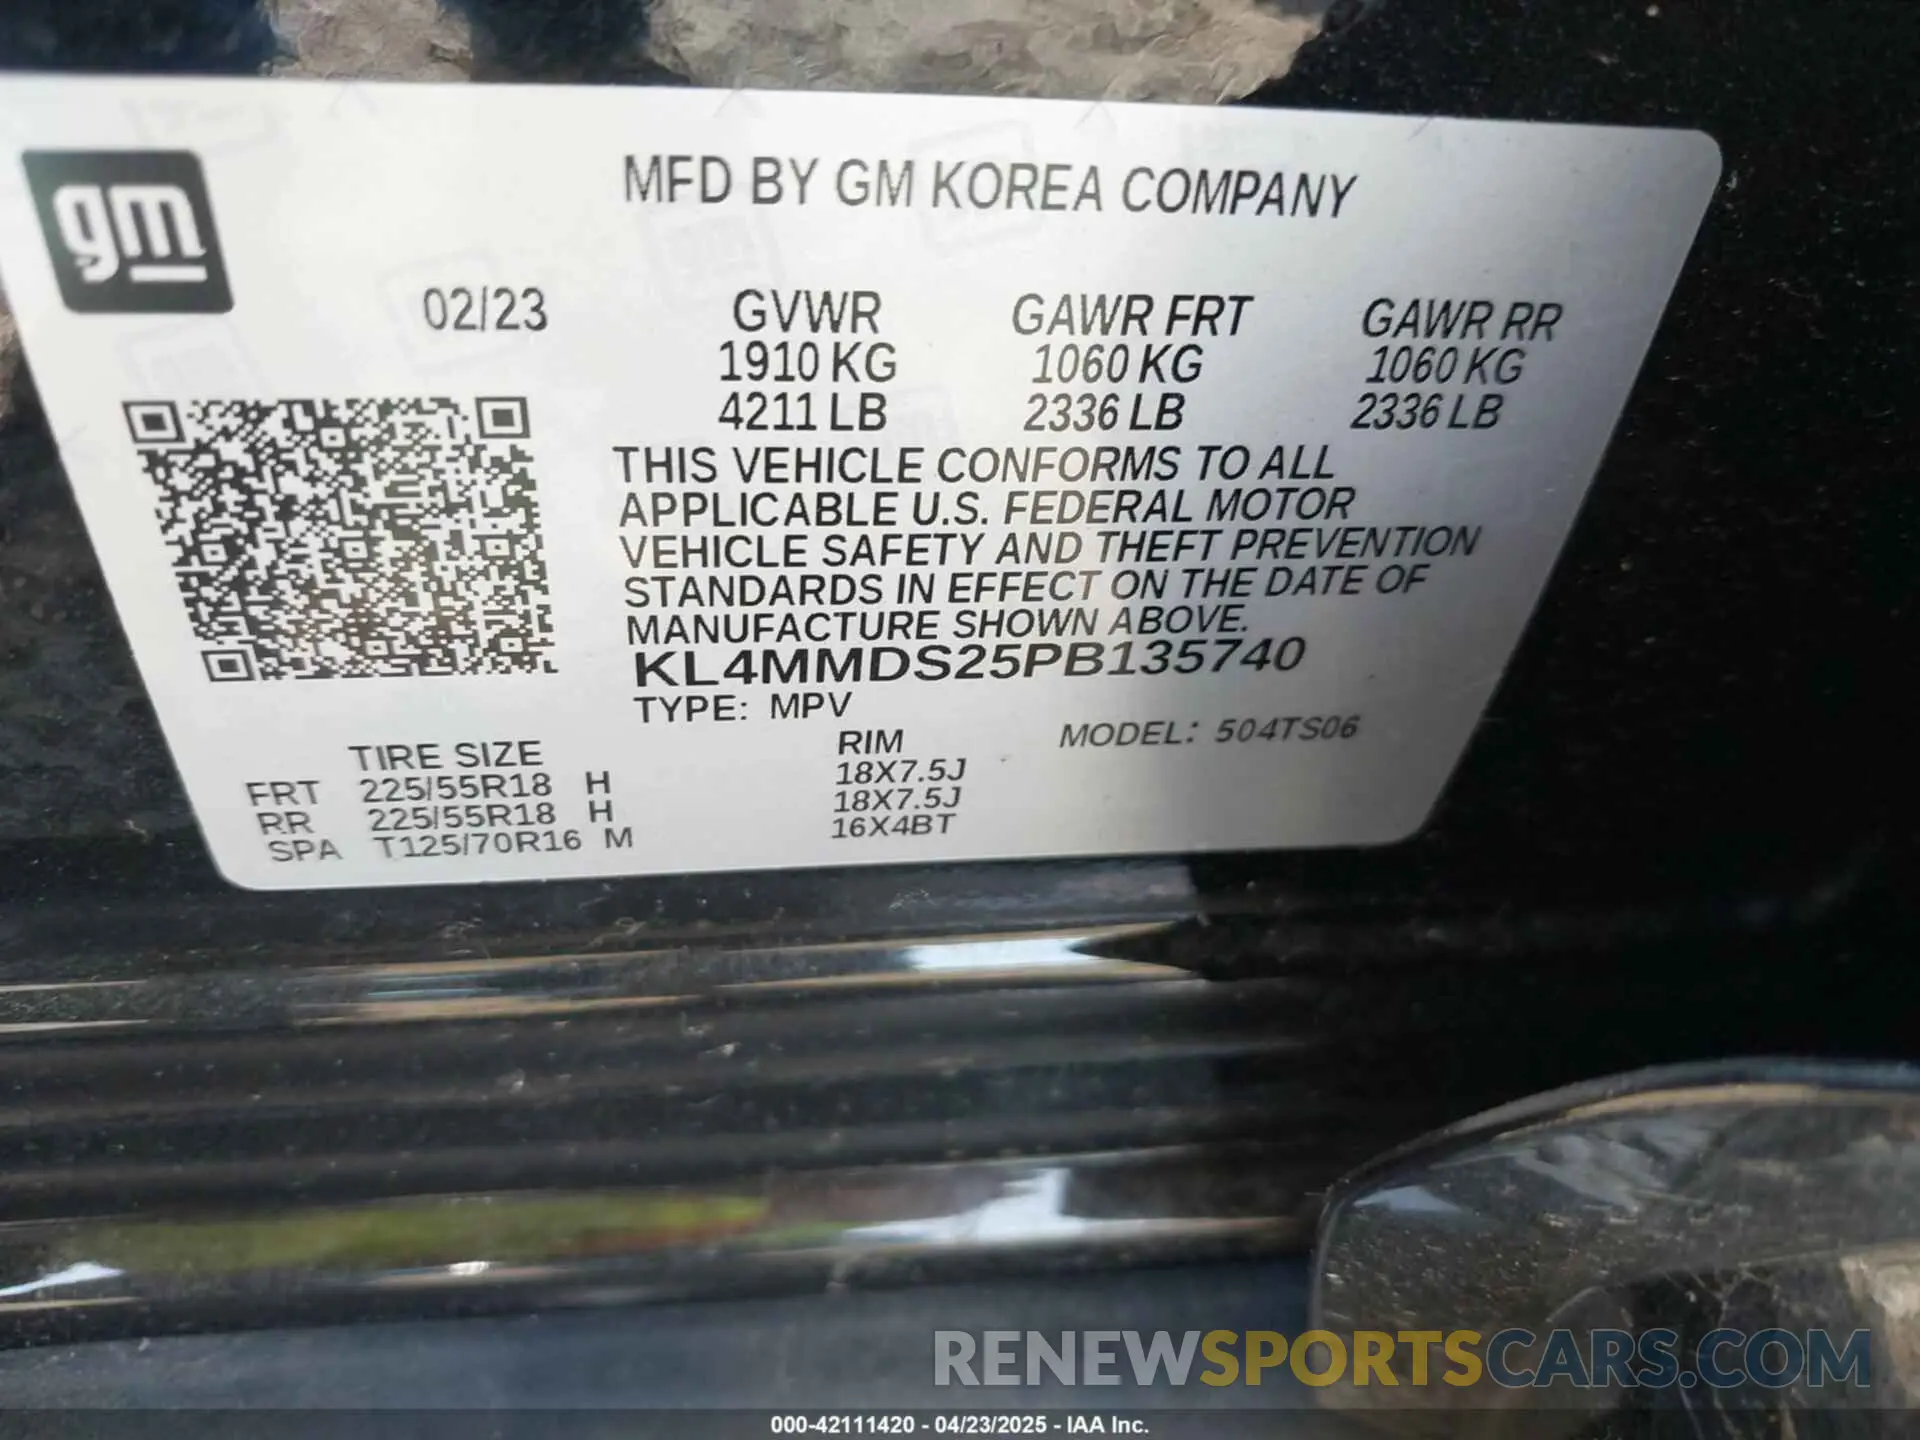 gm
MFD BY GM KOREA COMPANY
02/23 GVWR GAWR FRT GAWR RR
1910 KG 1060 KG 1060 KG
4211 LB 2336 LB 2336 LB
THIS VEHICLE CONFORMS TO ALL
APPLICABLE U.S. FEDERAL MOTOR
VEHICLE SAFETY AND THEFT PREVENTION
STANDARDS IN EFFECT ON THE DATE OF
MANUFACTURE SHOWN ABOVE.
KL4MMDS25PB135740
TYPE: MPV
MODEL: 504TS06
TIRE SIZE RIM
FRT 225/55R18 H 18X7.5J
RR 225/55R18 H 18X7.5J
SPA T125/70R16 M 16X4BT
RENEWSPORTSCARS.COM
000-42111420 - 04/23/2025 - IAA Inc.